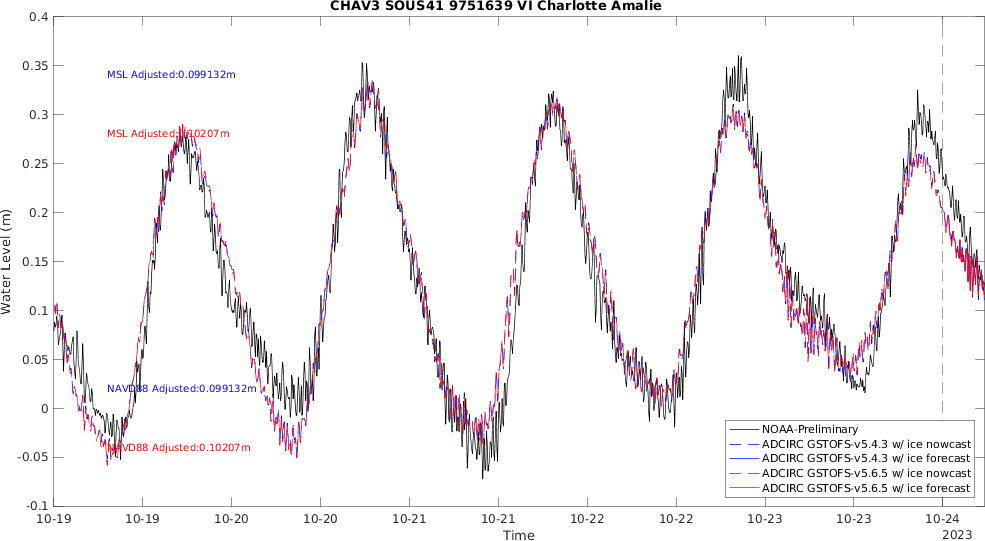 CHAV3 SOUS41 9751639 VI Charlotte Amalie
0.4
0.35
0.3
0.25
0.2
0.15
0.1
0.05
0
-0.05
-0.1
Water Level (m)
MSL Adjusted:0.099132m
MSL Adjusted:0.10207m
NAVD88 Adjusted:0.099132m
NAVD88 Adjusted:0.10207m
NOAA-Preliminary
ADCIRC GSTOFS-v5.4.3 w/ ice nowcast
ADCIRC GSTOFS-v5.4.3 w/ ice forecast
ADCIRC GSTOFS-v5.6.5 w/ ice nowcast
ADCIRC GSTOFS-v5.6.5 w/ ice forecast
10-19 10-19 10-20 10-20 10-21 10-21 10-22 10-22 10-23 10-23 10-24
Time
2023